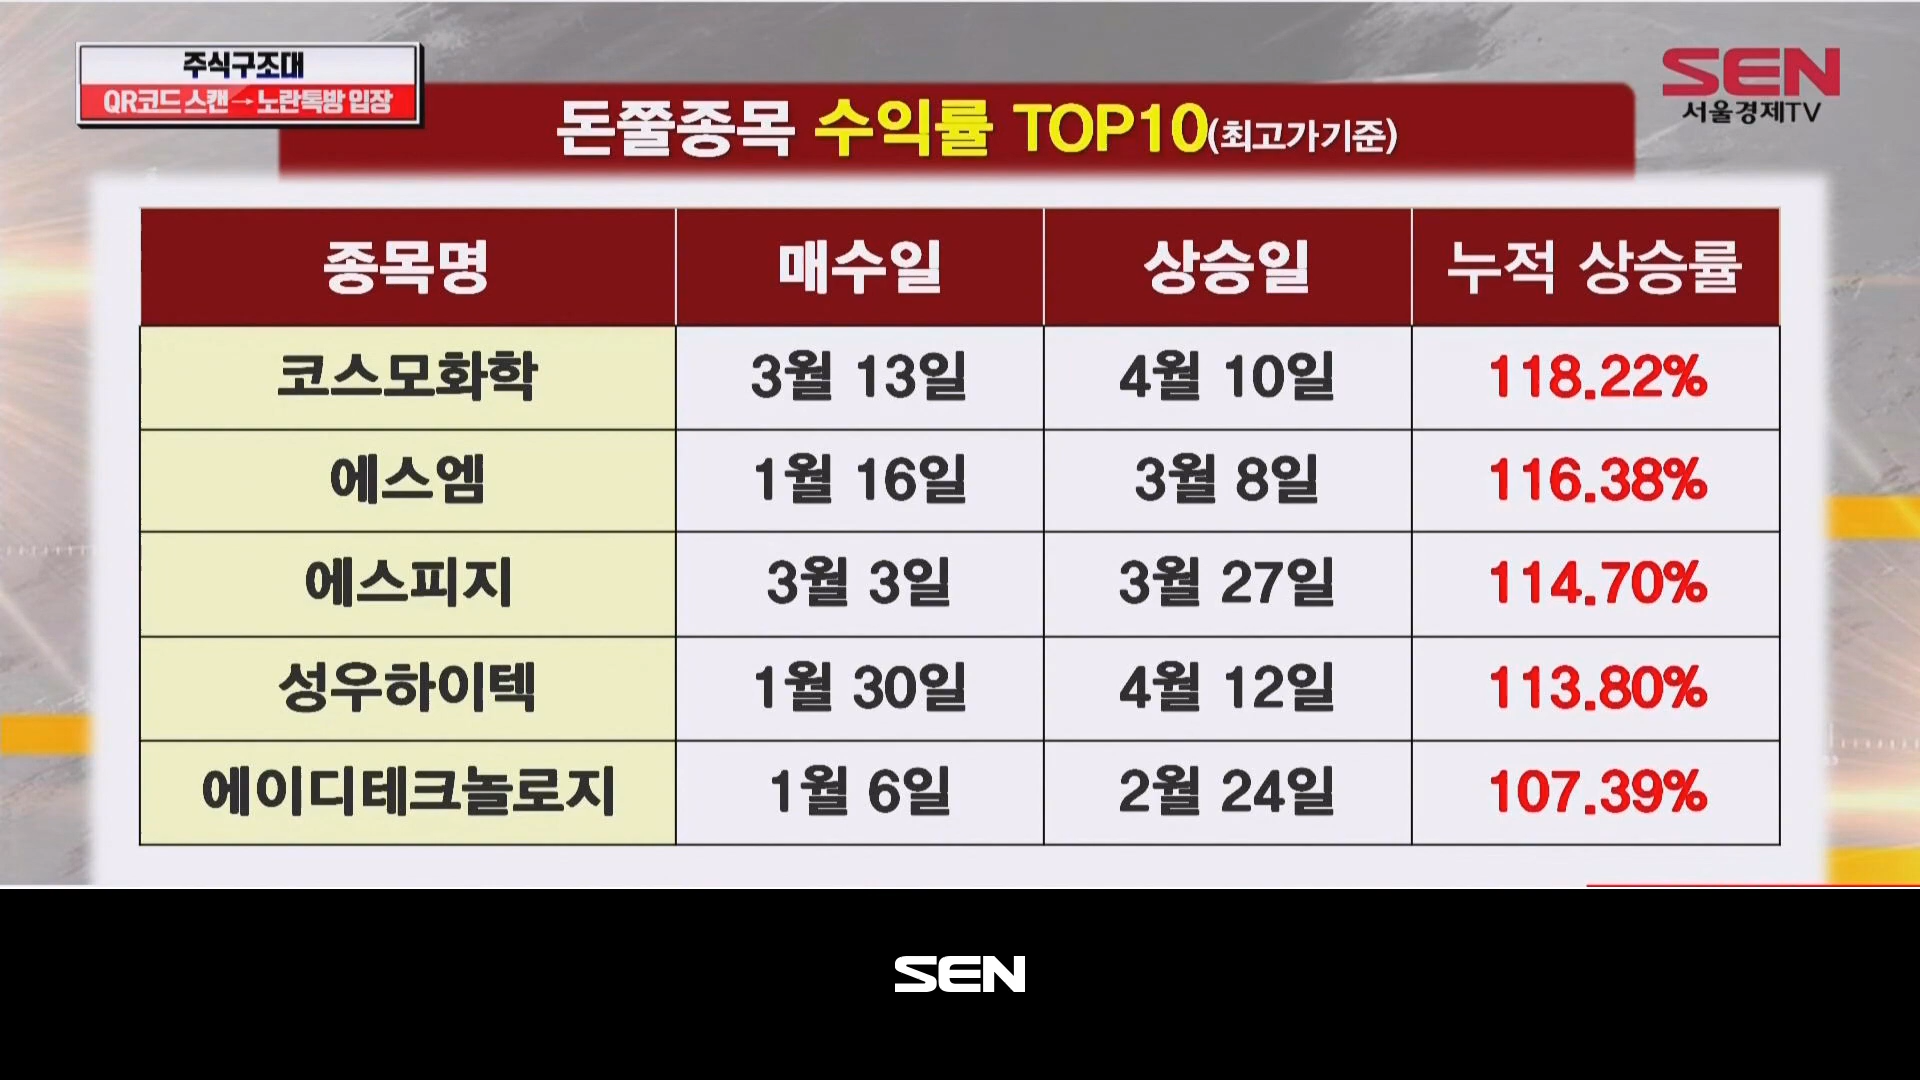 주식구조대
QR코드 스캔→노란톡방 입장
SEN
서울경제TV
돈쭐종목 수익률 TOP10(최고가기준)
종목명 매수일 상승일 누적 상승률
코스모화학 3월 13일 4월 10일 118.22%
에스엠 1월 16일 3월 8일 116.38%
에스피지 3월 3일 3월 27일 114.70%
성우하이텍 1월 30일 4월 12일 113.80%
에이디테크놀로지 1월 6일 2월 24일 107.39%
SEN